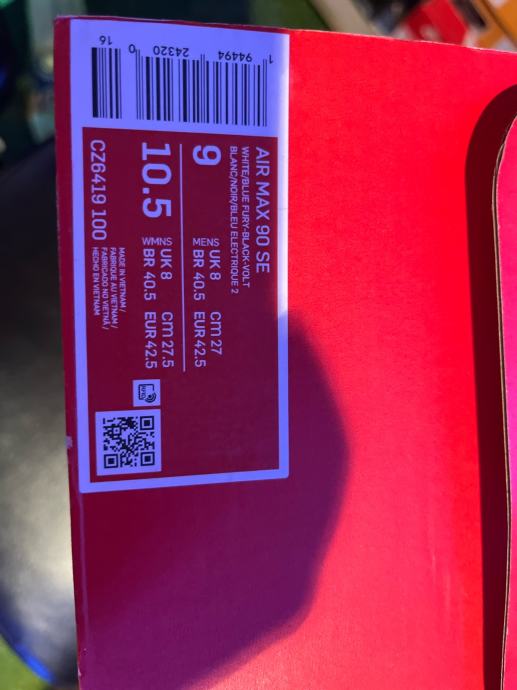 AIR MAX 90 SE
WHITE/BLUE FURY-BLACK-VOLT
BLANC/NOIR/BLEU ELECTRIQUE 2
9
MENS
UK 8
cm 27
BR 40.5
EUR 42.5
10.5
WMNS
UK 8
cm 27.5
BR 40.5
EUR 42.5
CZ6419 100
MADE IN VIETNAM /
FABRIQUÉ AU VIETNAM /
FABRICADO NO VIETNÃ /
HECHO EN VIETNAM
1 94494 24320 0
16